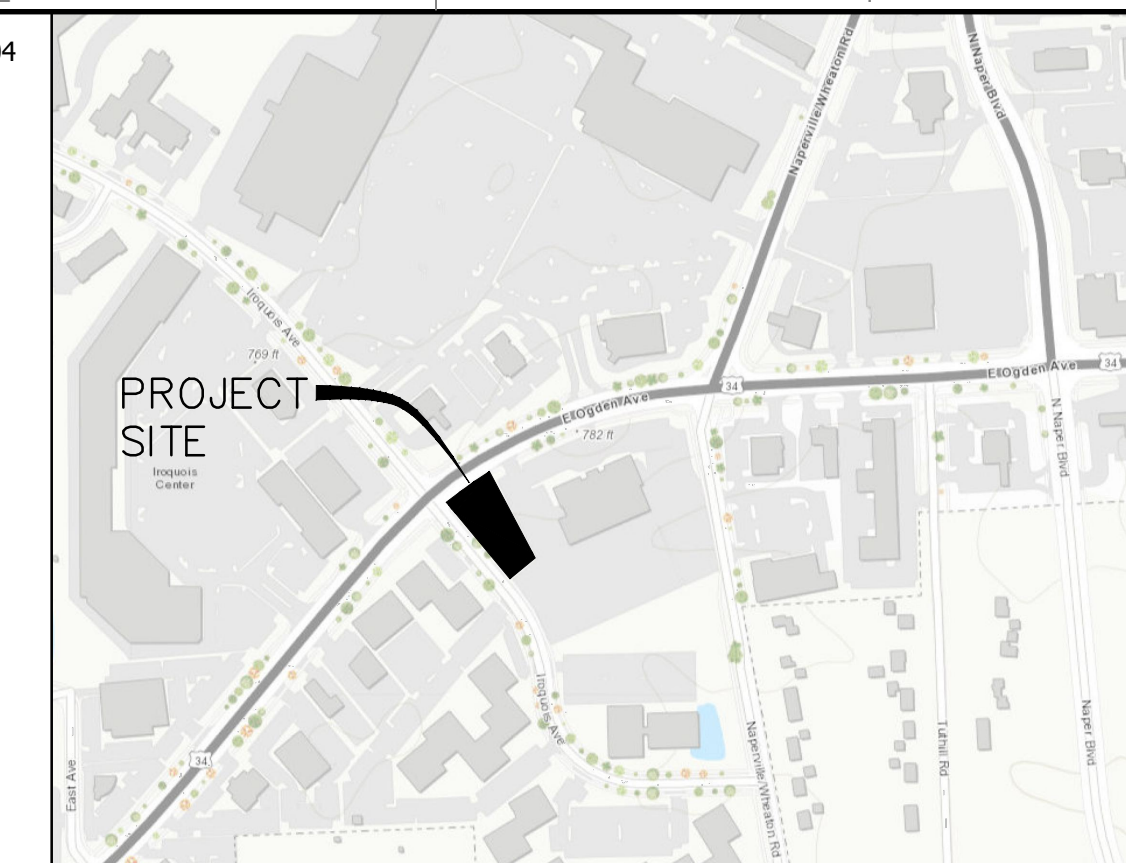 04
Naperville/Wheaton Rd
N Naper Blvd
Iroquois Ave
769 ft
PROJECT
SITE
Iroquois
Center
E Ogden Ave
782 ft
34
E Ogden Ave
34
N Naper Blvd
Iroquois Ave
Naperville/Wheaton Rd
Tuthill Rd
Naper Blvd
34
East Ave